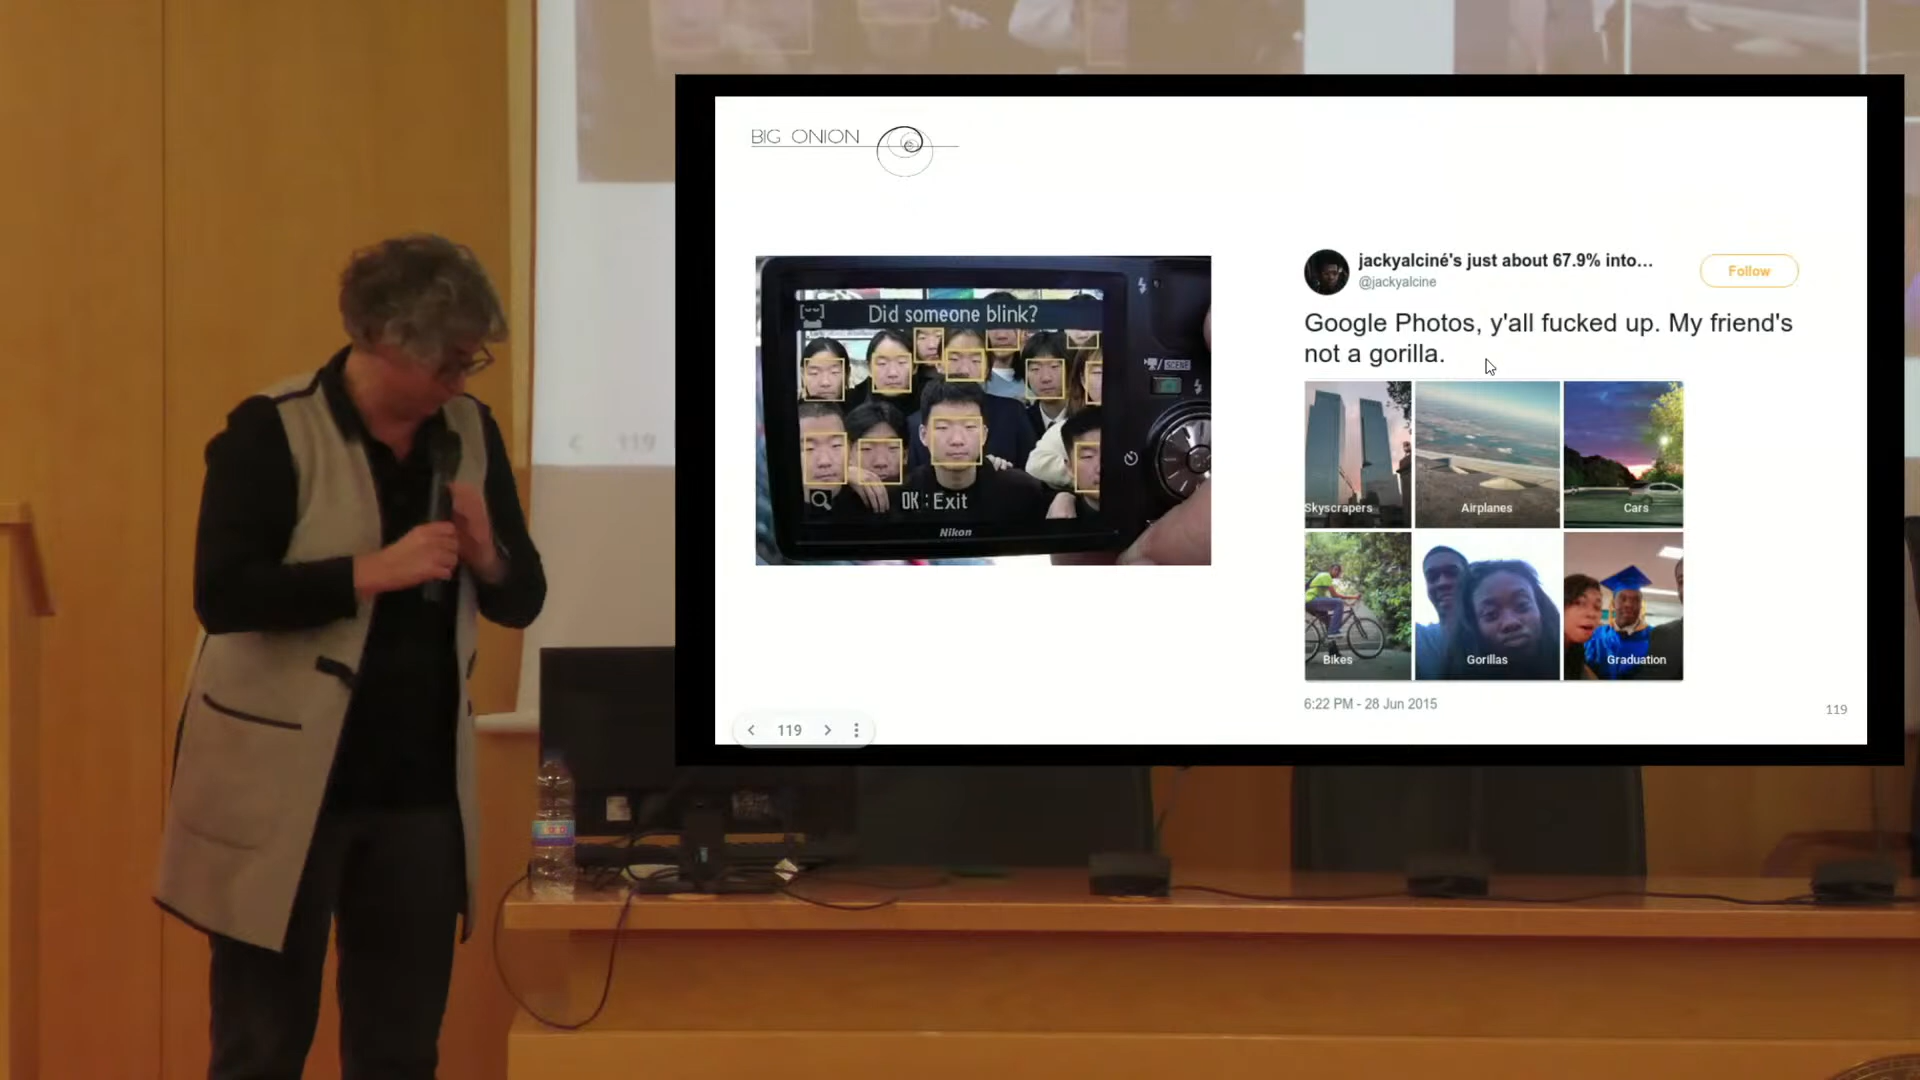 BIG ONION
Did someone blink?
OK : Exit
Nikon
SCENE
jackyalciné's just about 67.9% into...
@jackyalcine
Follow
Google Photos, y'all fucked up. My friend's
not a gorilla.
Skyscrapers
Airplanes
Cars
Bikes
Gorillas
Graduation
6:22 PM - 28 Jun 2015
119
119
119